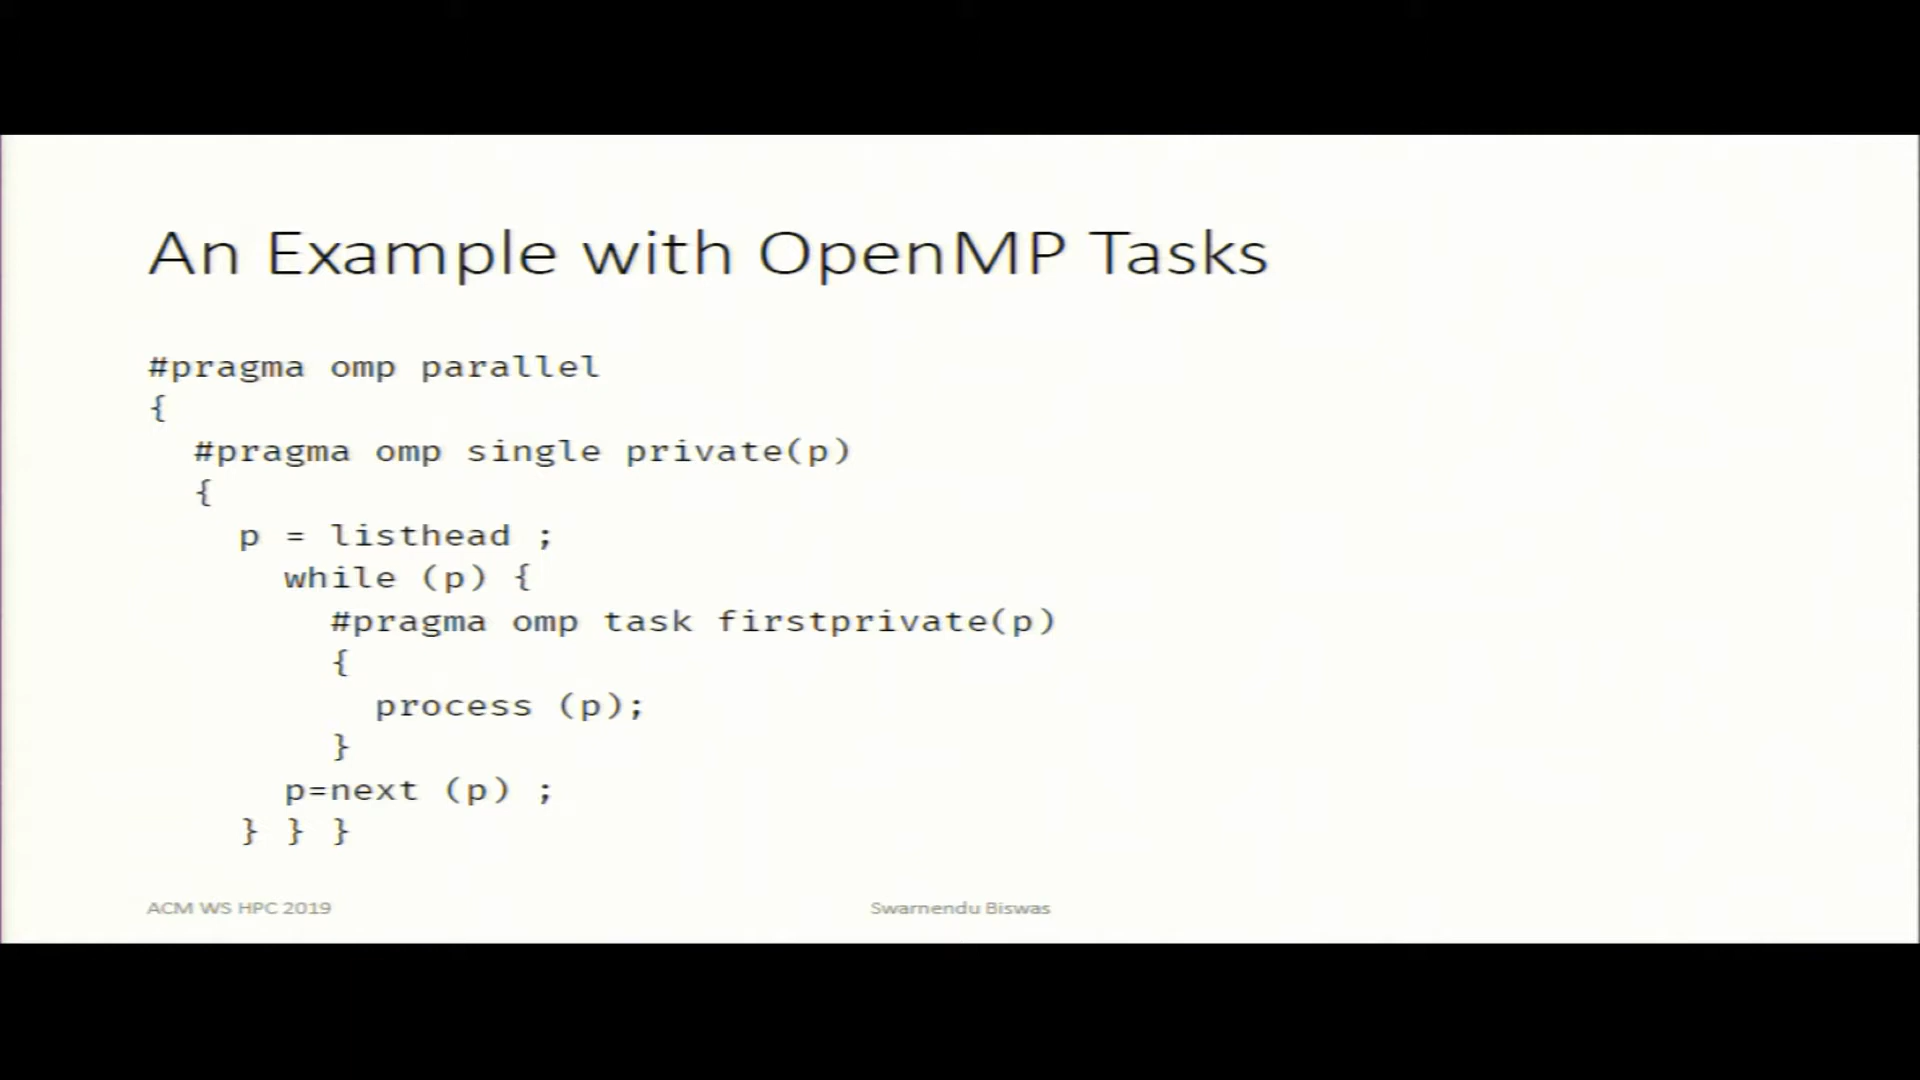 An Example with OpenMP Tasks
#pragma omp parallel
{
#pragma omp single private(p)
{
p = listhead ;
while (p) {
#pragma omp task firstprivate(p)
{
process (p);
}
p=next (p) ;
} } }
ACM WS HPC 2019
Swarnendu Biswas